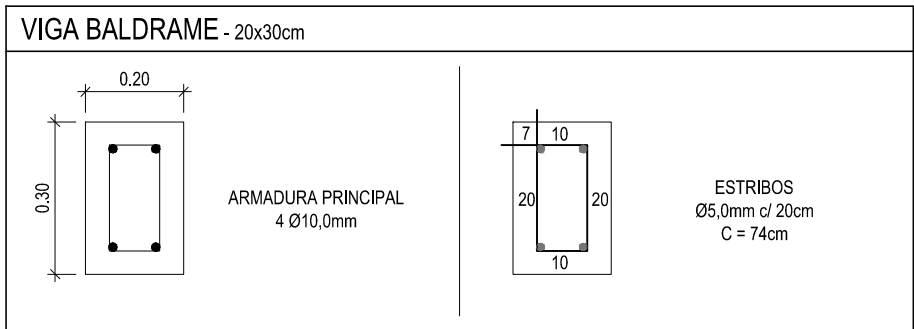 VIGA BALDRAME - 20x30cm
0.20
0.30
ARMADURA PRINCIPAL
4 Ø10,0mm
7 10
20 20
10
ESTRIBOS
Ø5,0mm c/ 20cm
C = 74cm